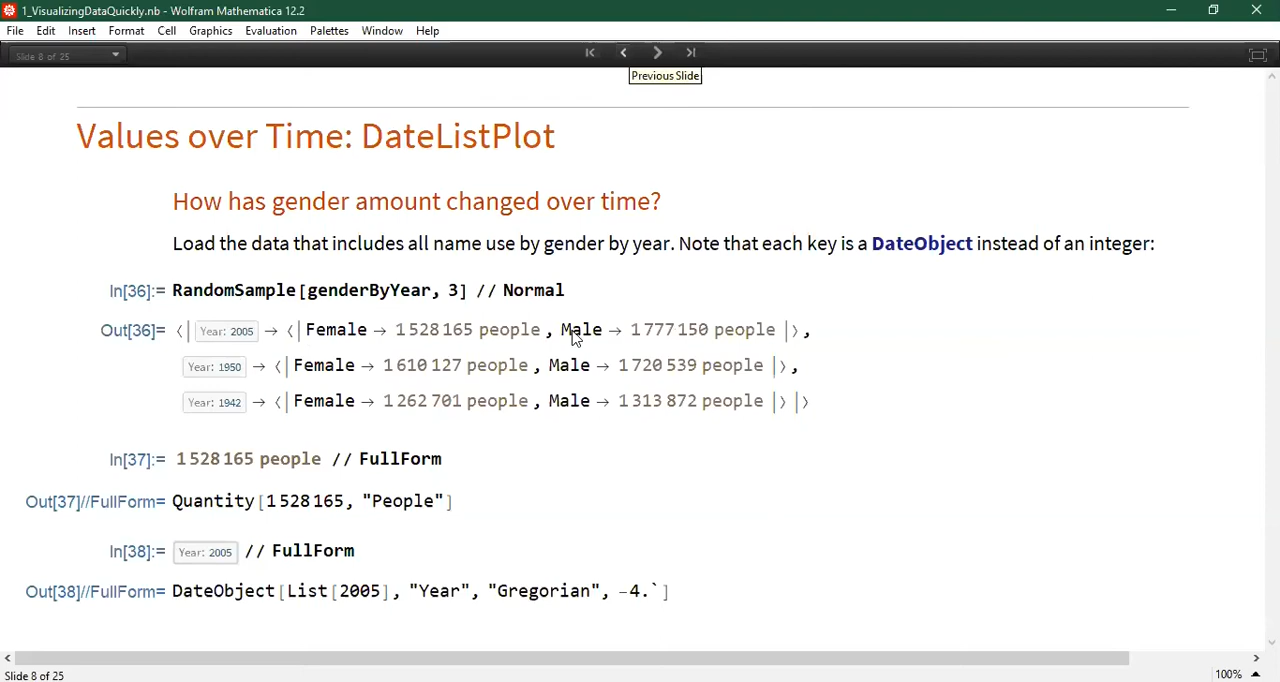 1_VisualizingDataQuickly.nb - Wolfram Mathematica 12.2
File Edit Insert Format Cell Graphics Evaluation Palettes Window Help
Slide 8 of 25
Previous Slide
Values over Time: DateListPlot
How has gender amount changed over time?
Load the data that includes all name use by gender by year. Note that each key is a DateObject instead of an integer:
In[36]:= RandomSample[genderByYear, 3] // Normal
Out[36]= <| Year: 2005 → <| Female → 1 528 165 people , Male → 1 777 150 people |> ,
Year: 1950 → <| Female → 1 610 127 people , Male → 1 720 539 people |> ,
Year: 1942 → <| Female → 1 262 701 people , Male → 1 313 872 people |> |>
In[37]:= 1 528 165 people // FullForm
Out[37]//FullForm= Quantity[1 528 165, "People"]
In[38]:= Year: 2005 // FullForm
Out[38]//FullForm= DateObject[List[2005], "Year", "Gregorian", -4.`]
Slide 8 of 25
100%